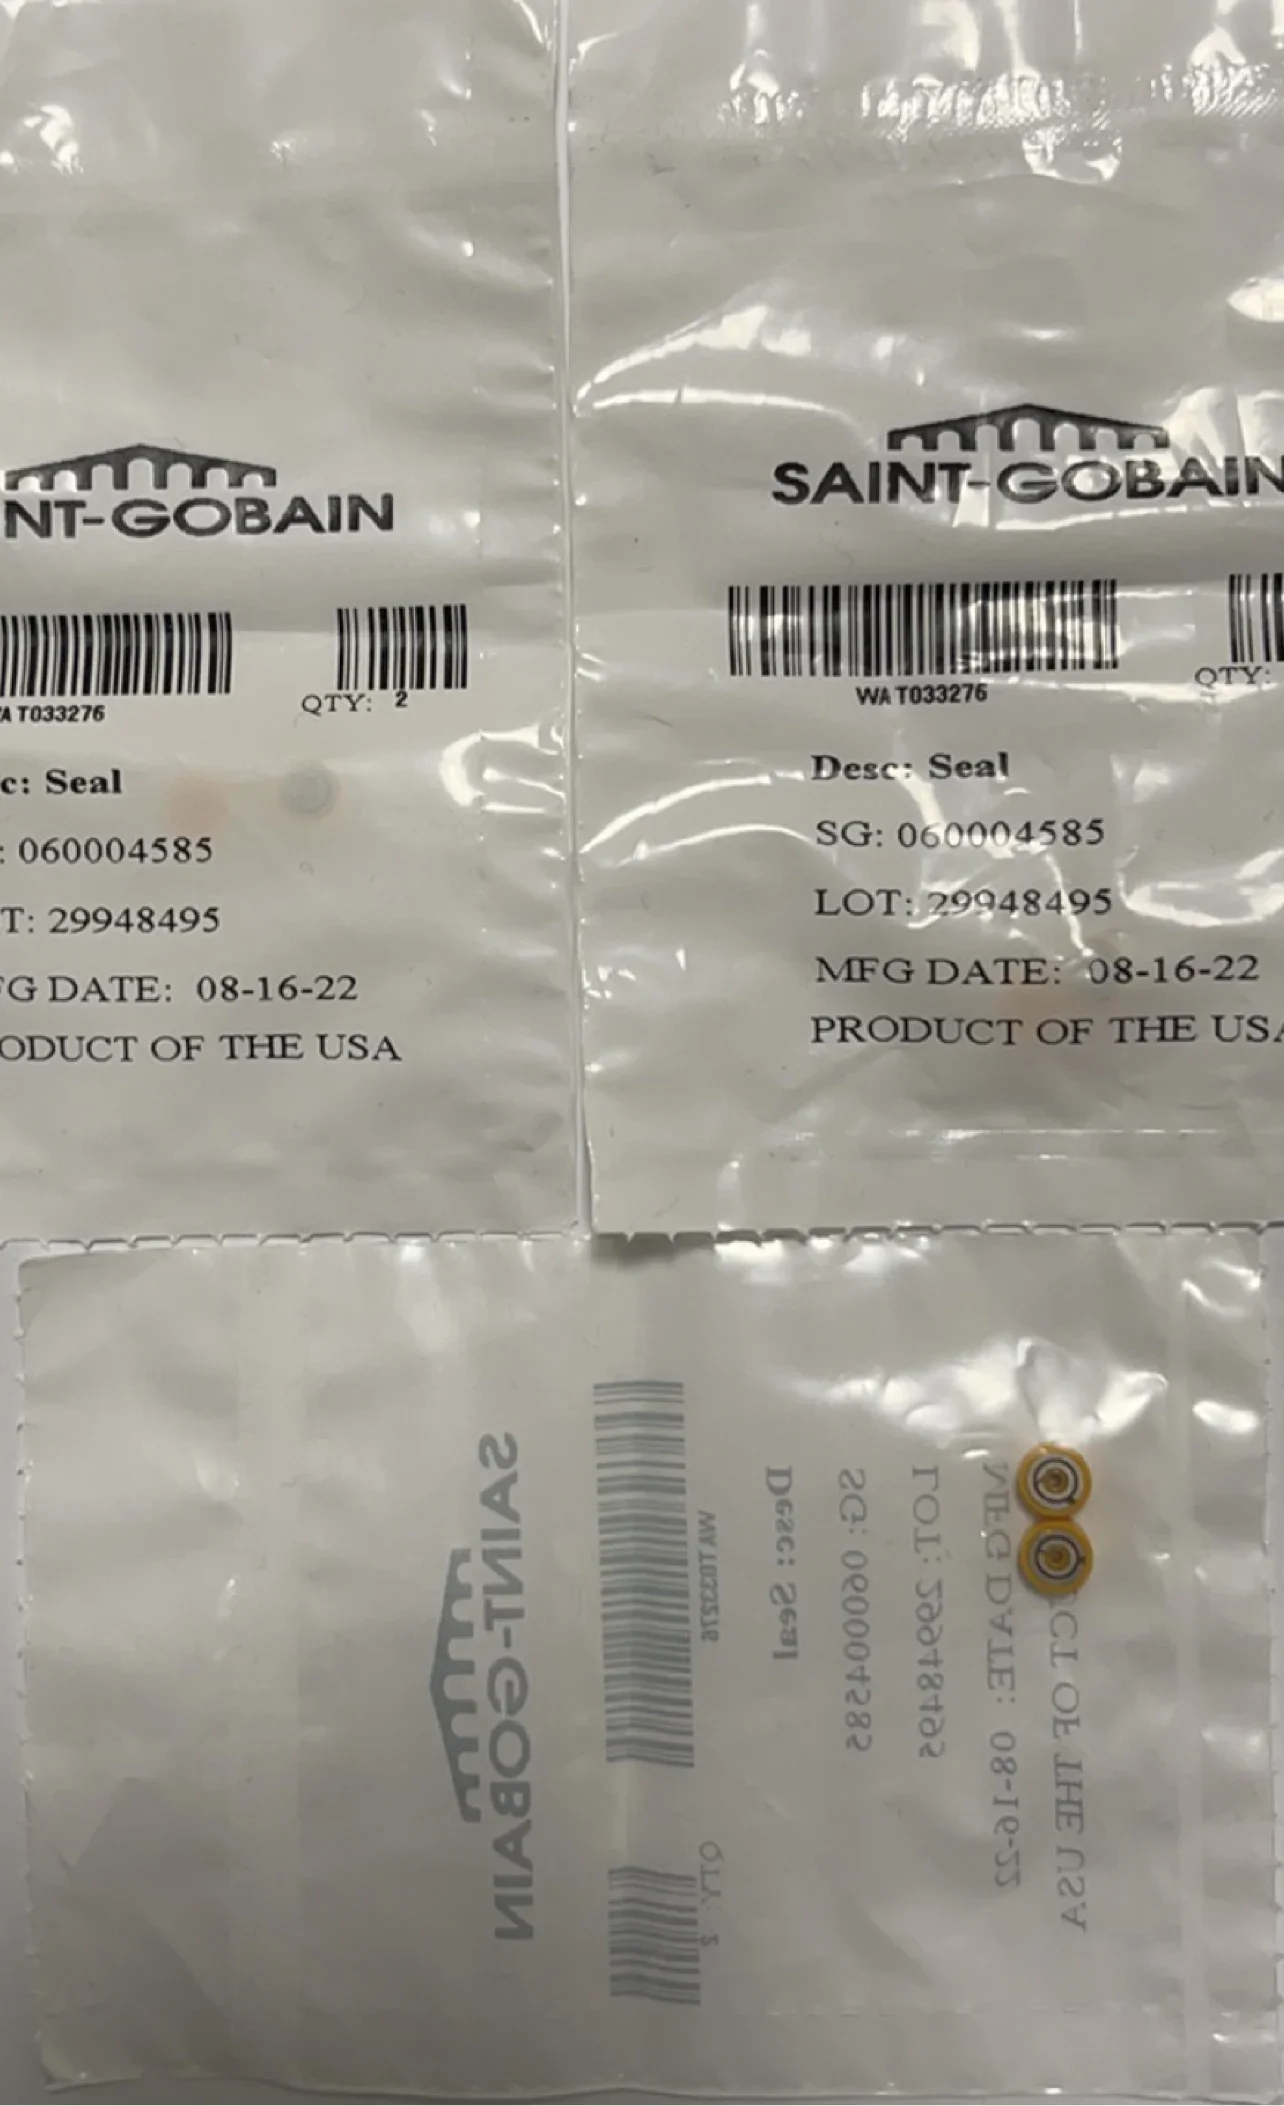 NT-GOBAIN
A T033276
QTY: 2
c: Seal
: 060004585
T: 29948495
FG DATE: 08-16-22
ODUCT OF THE USA
SAINT-GOBAIN
WA T033276
QTY:
Desc: Seal
SG: 060004585
LOT: 29948495
MFG DATE: 08-16-22
PRODUCT OF THE USA
SAINT-GOBAIN
WA T033276
QTY: 2
Desc: Seal
SG: 060004585
LOT: 29948495
MFG DATE: 08-16-22
CT OF THE USA